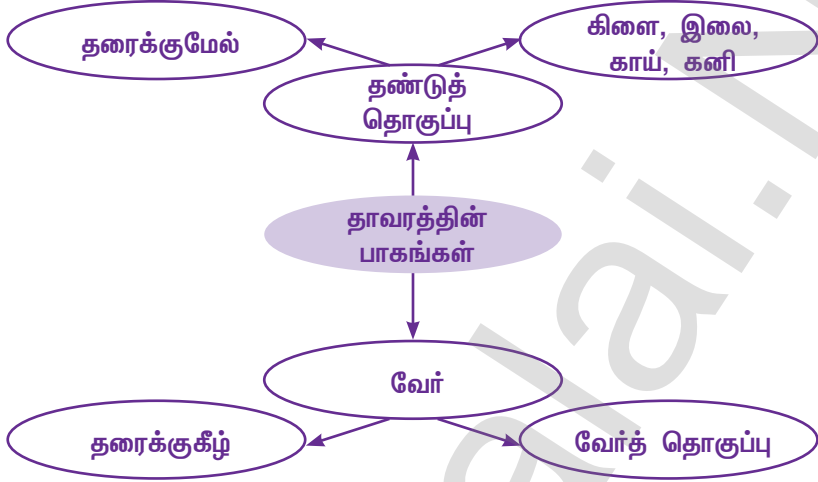 தரைக்குமேல்
கிளை, இலை,
காய், கனி
தண்டுத்
தொகுப்பு
தாவரத்தின்
பாகங்கள்
வேர்
தரைக்குகீழ்
வேர்த் தொகுப்பு